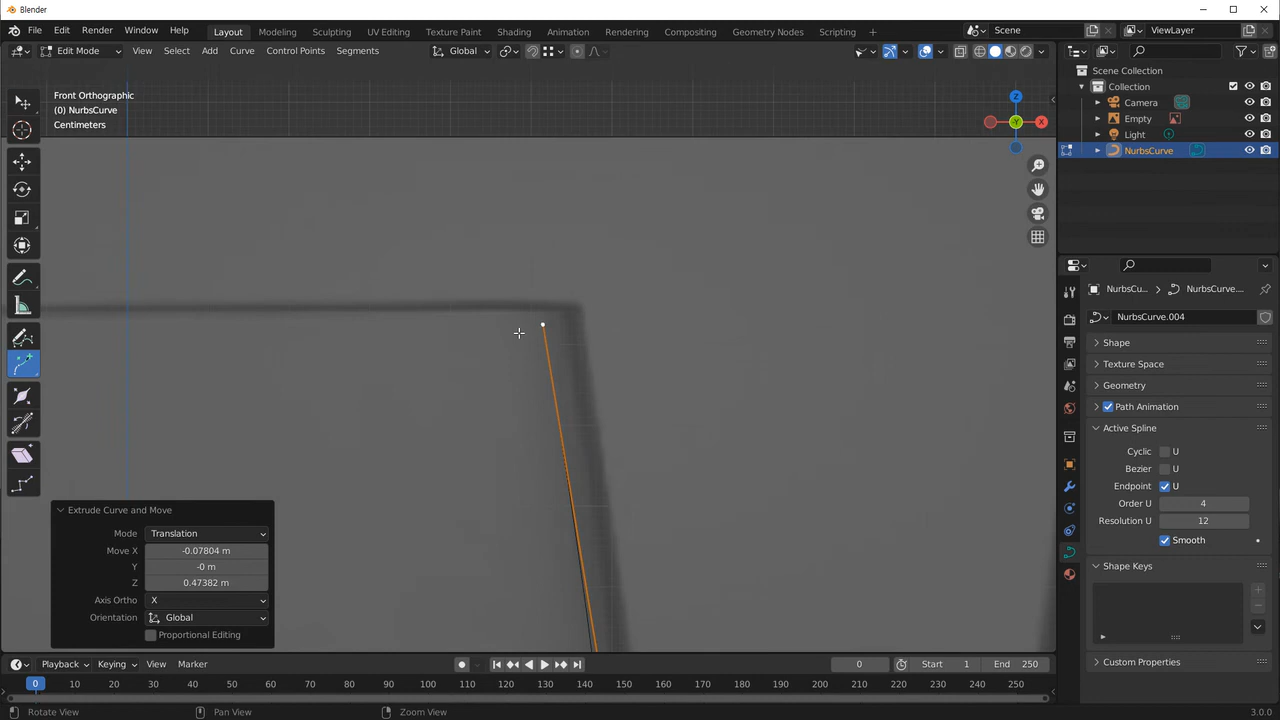 Blender
File Edit Render Window Help Layout Modeling Sculpting UV Editing Texture Paint Shading Animation Rendering Compositing Geometry Nodes Scripting + Scene ViewLayer
Edit Mode View Select Add Curve Control Points Segments Global
Front Orthographic
(0) NurbsCurve
Centimeters
Z
Y
X
Scene Collection
Collection
Camera
Empty
Light
NurbsCurve
NurbsCu... NurbsCurve....
NurbsCurve.004
Shape
Texture Space
Geometry
Path Animation
Active Spline
Cyclic U
Bezier U
Endpoint U
Order U 4
Resolution U 12
Smooth
Shape Keys
Custom Properties
Extrude Curve and Move
Mode Translation
Move X -0.07804 m
Y -0 m
Z 0.47382 m
Axis Ortho X
Orientation Global
Proportional Editing
Playback Keying View Marker 0 Start 1 End 250
0 10 20 30 40 50 60 70 80 90 100 110 120 130 140 150 160 170 180 190 200 210 220 230 240 250
Rotate View Pan View Zoom View 3.0.0